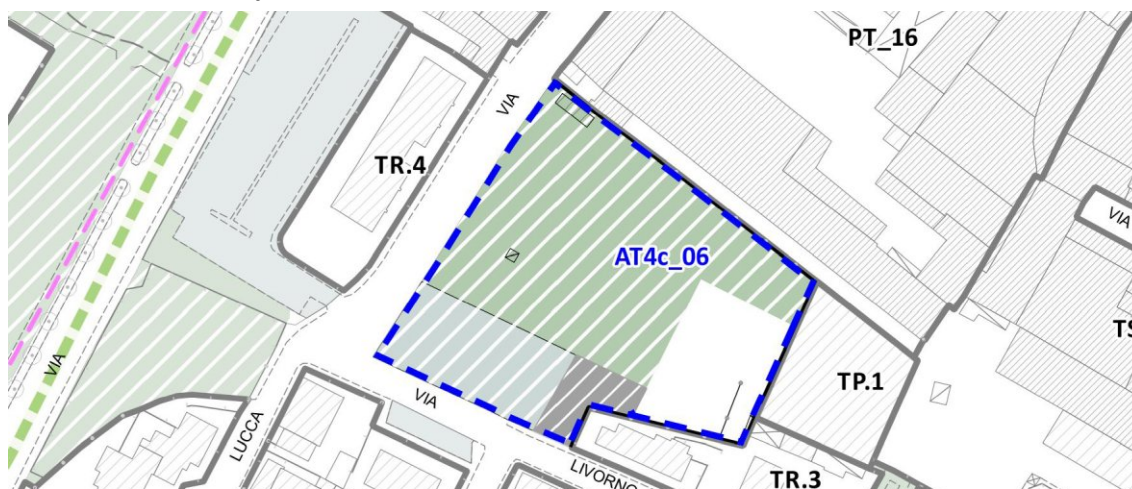 PT_16
VIA
TR.4
VIA
AT4c_06
TS
VIA
TP.1
VIA
LUCCA
LIVORNO
TR.3